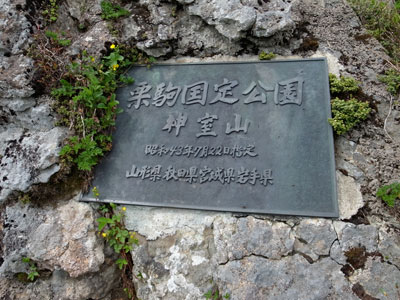 栗駒国定公園
神室山
昭和43年7月22日指定
山形県秋田県宮城県岩手県